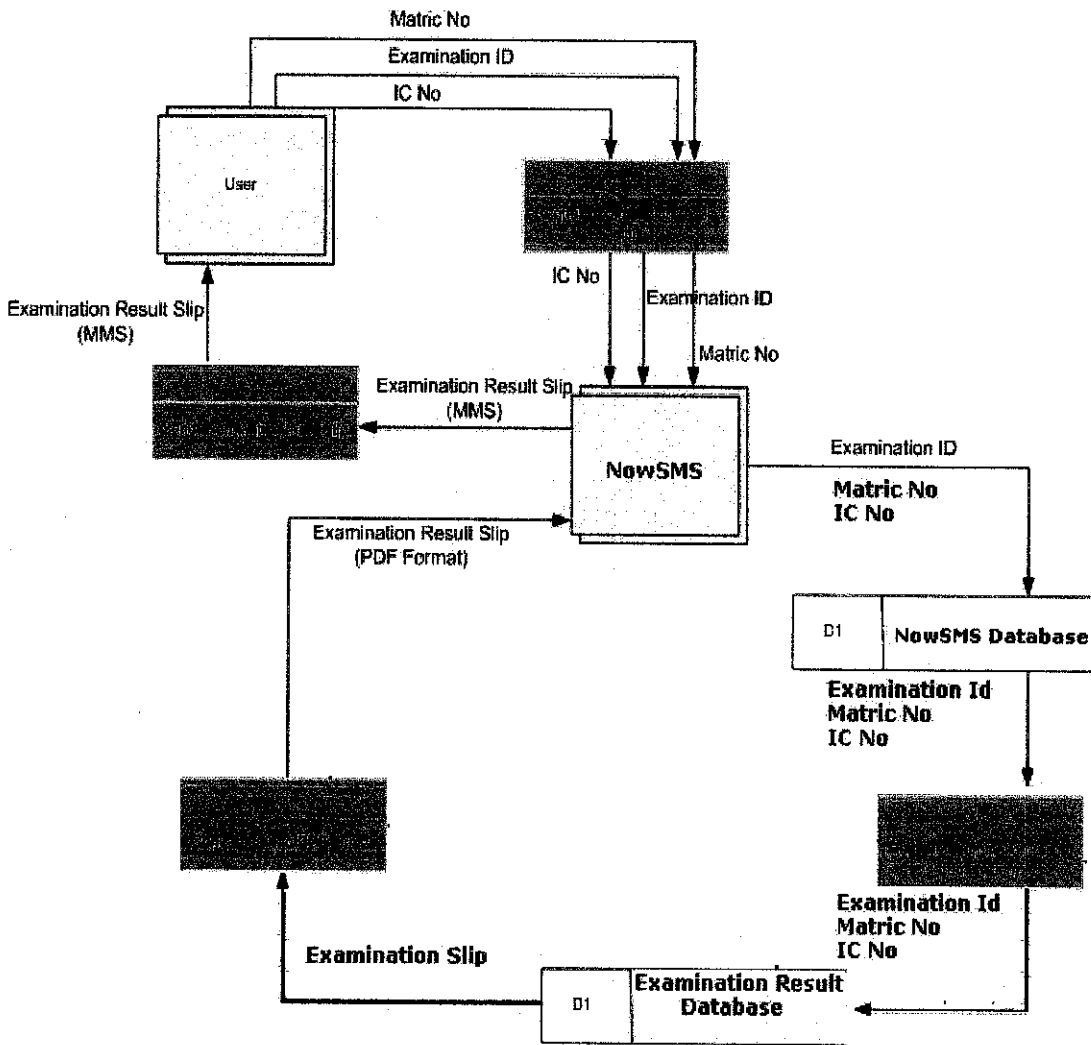 Matric No
Examination ID
IC No
User
IC No
Examination ID
Matric No
Examination Result Slip
(MMS)
Examination Result Slip
(MMS)
NowSMS
Examination ID
Matric No
IC No
Examination Result Slip
(PDF Format)
D1
NowSMS Database
Examination Id
Matric No
IC No
Examination Id
Matric No
IC No
Examination Slip
D1
Examination Result
Database